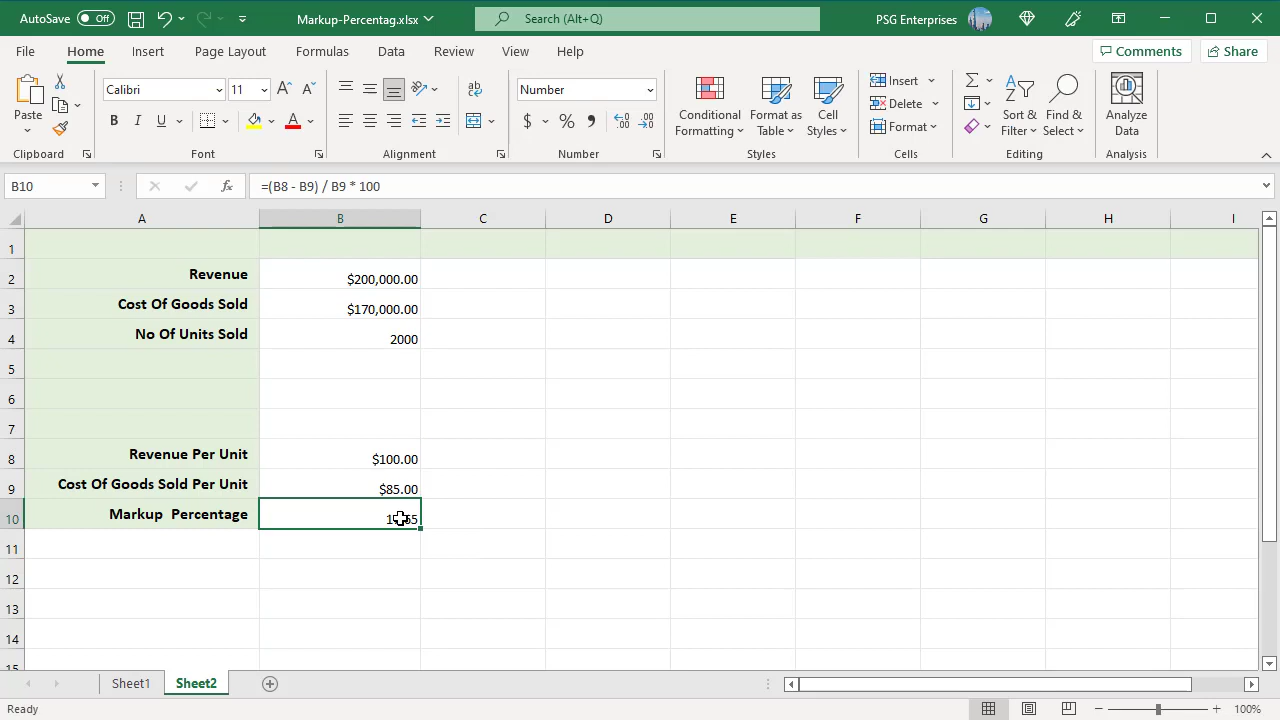 AutoSave Off Markup-Percentag.xlsx Search (Alt+Q) PSG Enterprises
File Home Insert Page Layout Formulas Data Review View Help Comments Share
Paste Calibri 11 Number Conditional Formatting Format as Table Cell Styles Insert Delete Format Sort & Filter Find & Select Analyze Data
Clipboard Font Alignment Number Styles Cells Editing Analysis
B10 fx =(B8 - B9) / B9 * 100
A B C D E F G H I
1
2 Revenue $200,000.00
3 Cost Of Goods Sold $170,000.00
4 No Of Units Sold 2000
5
6
7
8 Revenue Per Unit $100.00
9 Cost Of Goods Sold Per Unit $85.00
10 Markup Percentage
11
12
13
14
15
Sheet1 Sheet2
Ready 100%